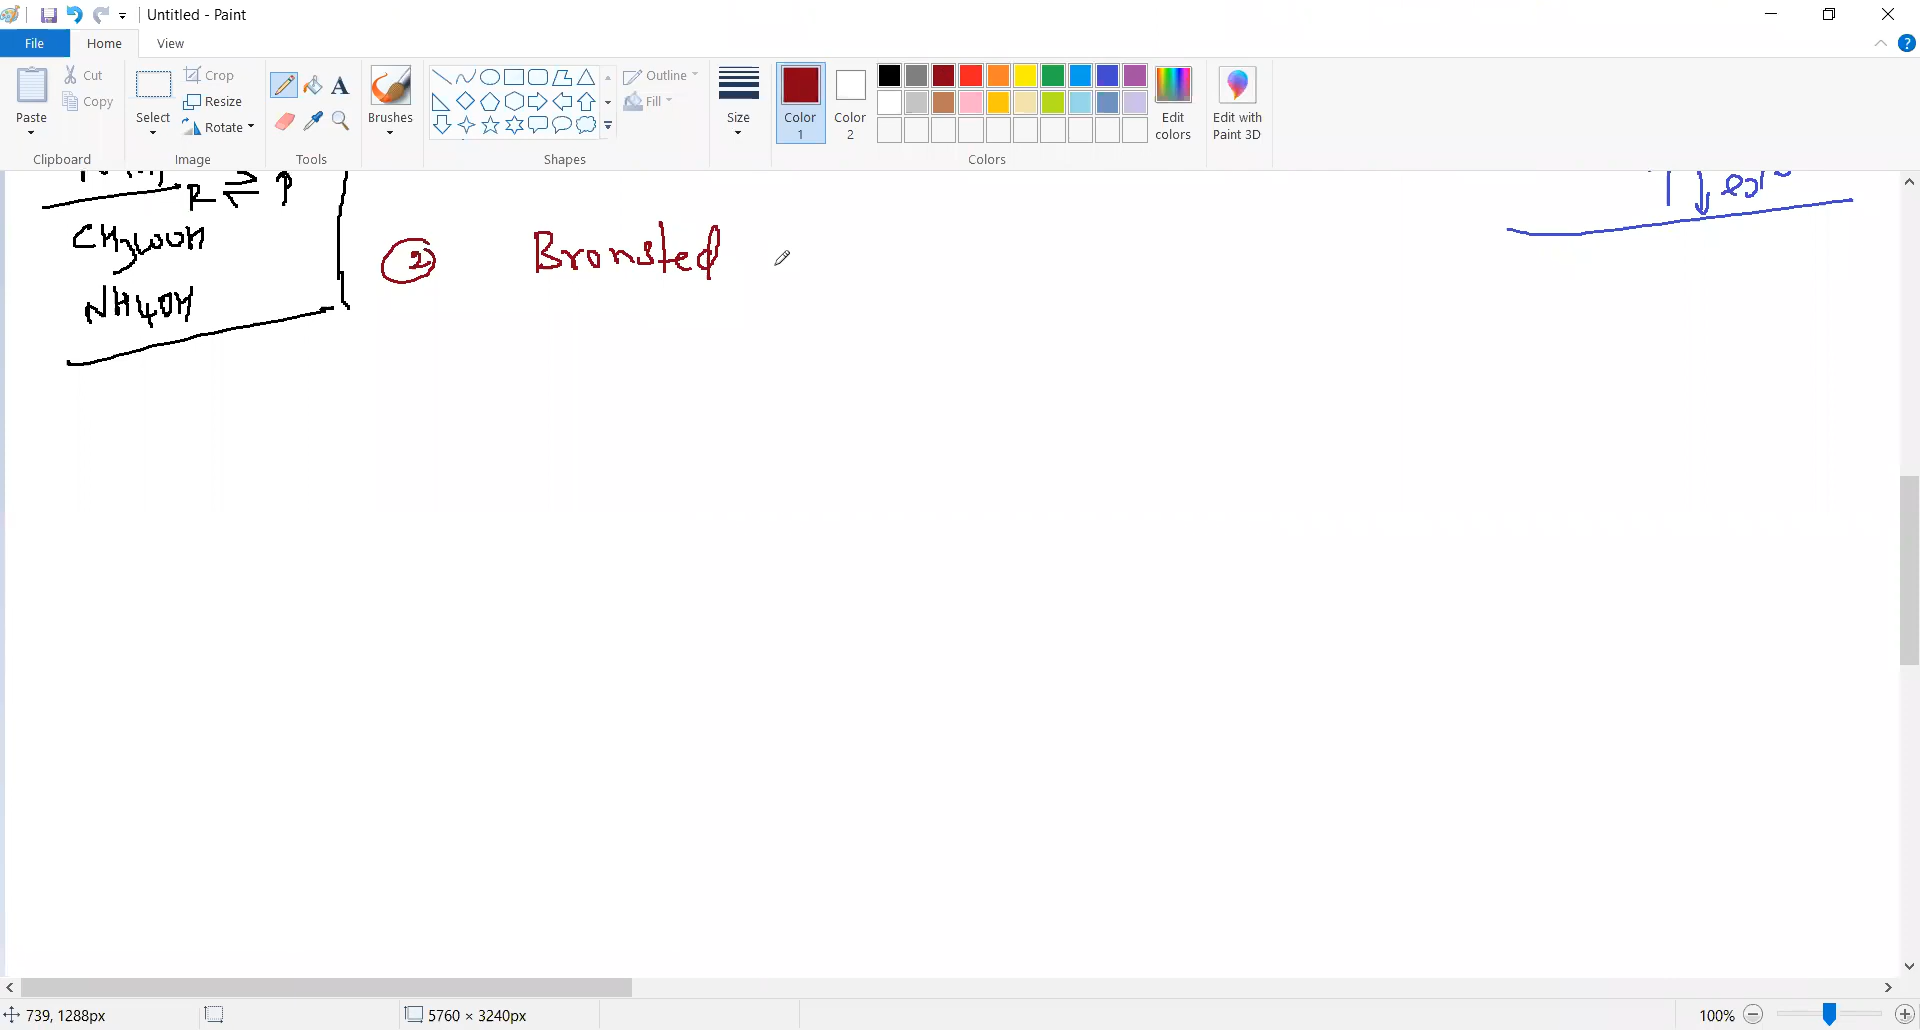 Untitled - Paint
File Home View
Paste
Cut
Copy
Clipboard
Select
Crop
Resize
Rotate
Image
Tools
Brushes
Shapes
Outline
Fill
Size
Color 1
Color 2
Colors
Edit colors
Edit with Paint 3D
R ⇌ P
CH3COOH
NH4OH
② Bronsted
739, 1288px
5760 × 3240px
100%